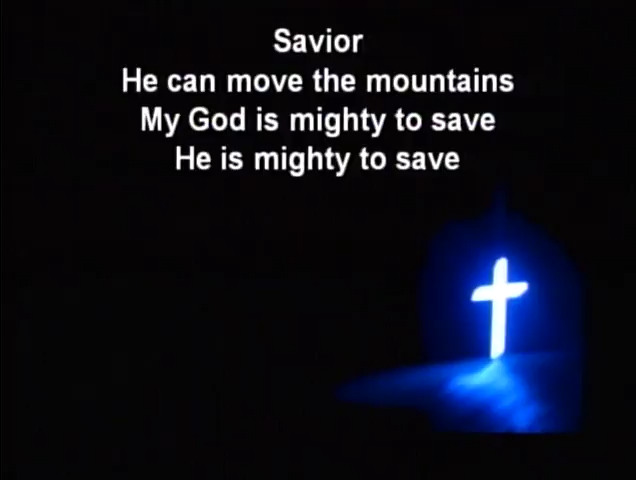 Savior
He can move the mountains
My God is mighty to save
He is mighty to save